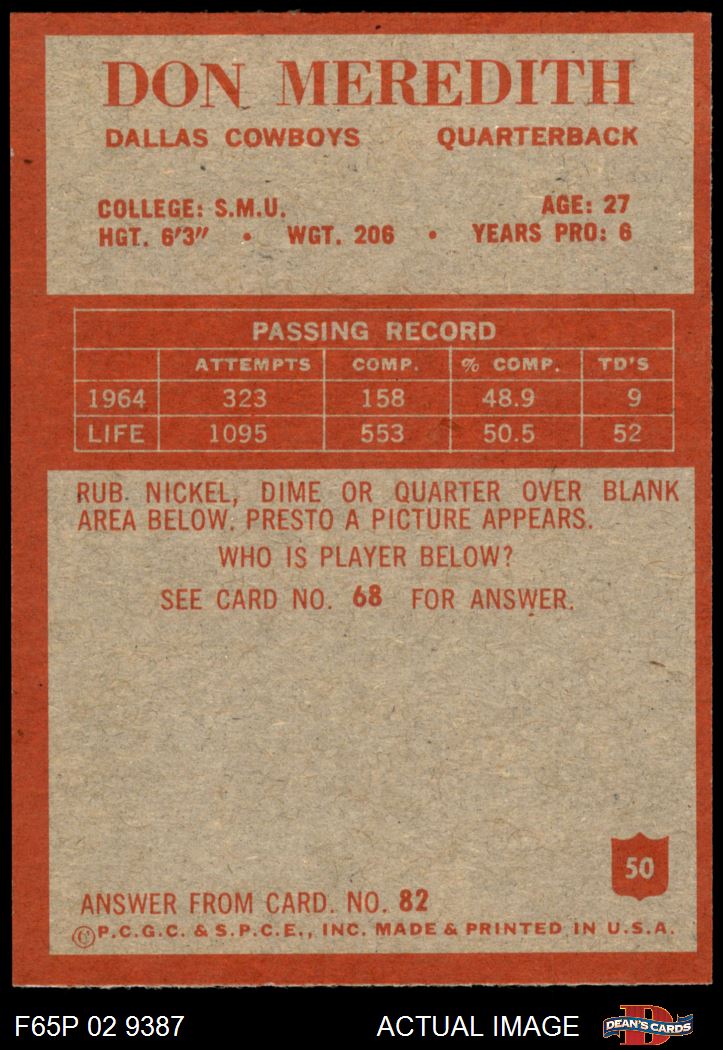 DON MEREDITH
DALLAS COWBOYS QUARTERBACK
COLLEGE: S.M.U. AGE: 27
HGT. 6'3" • WGT. 206 • YEARS PRO: 6
PASSING RECORD
ATTEMPTS COMP. % COMP. TD'S
1964 323 158 48.9 9
LIFE 1095 553 50.5 52
RUB NICKEL, DIME OR QUARTER OVER BLANK
AREA BELOW. PRESTO A PICTURE APPEARS.
WHO IS PLAYER BELOW?
SEE CARD NO. 68 FOR ANSWER.
50
ANSWER FROM CARD. NO. 82
© P.C.G.C. & S.P.C.E., INC. MADE & PRINTED IN U.S.A.
F65P 02 9387 ACTUAL IMAGE
D
DEAN'S CARDS